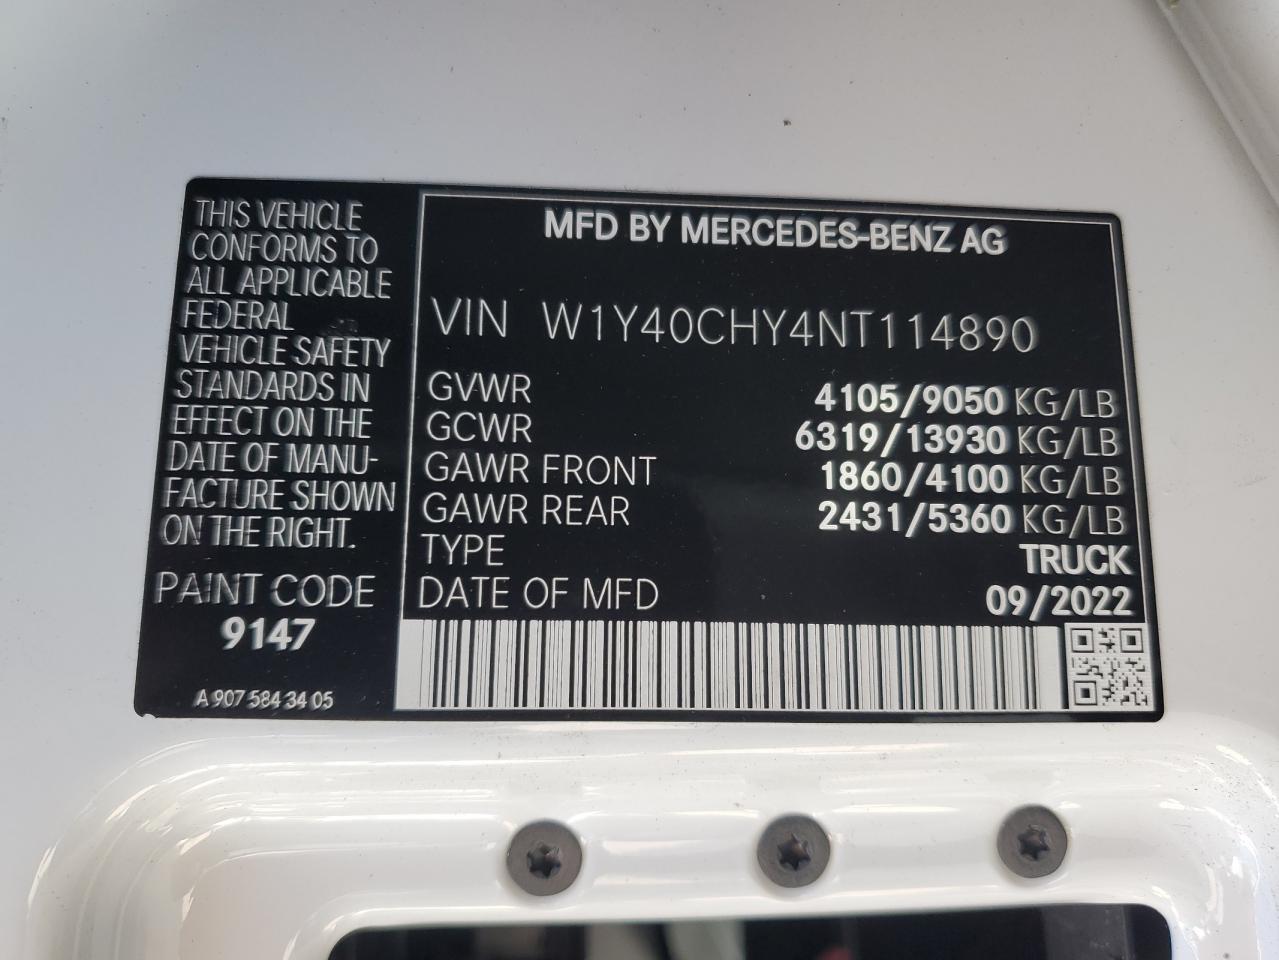 THIS VEHICLE
CONFORMS TO
ALL APPLICABLE
FEDERAL
VEHICLE SAFETY
STANDARDS IN
EFFECT ON THE
DATE OF MANU-
FACTURE SHOWN
ON THE RIGHT.
PAINT CODE
9147
A 907 584 34 05
MFD BY MERCEDES-BENZ AG
VIN W1Y40CHY4NT114890
GVWR 4105/9050 KG/LB
GCWR 6319/13930 KG/LB
GAWR FRONT 1860/4100 KG/LB
GAWR REAR 2431/5360 KG/LB
TYPE TRUCK
DATE OF MFD 09/2022